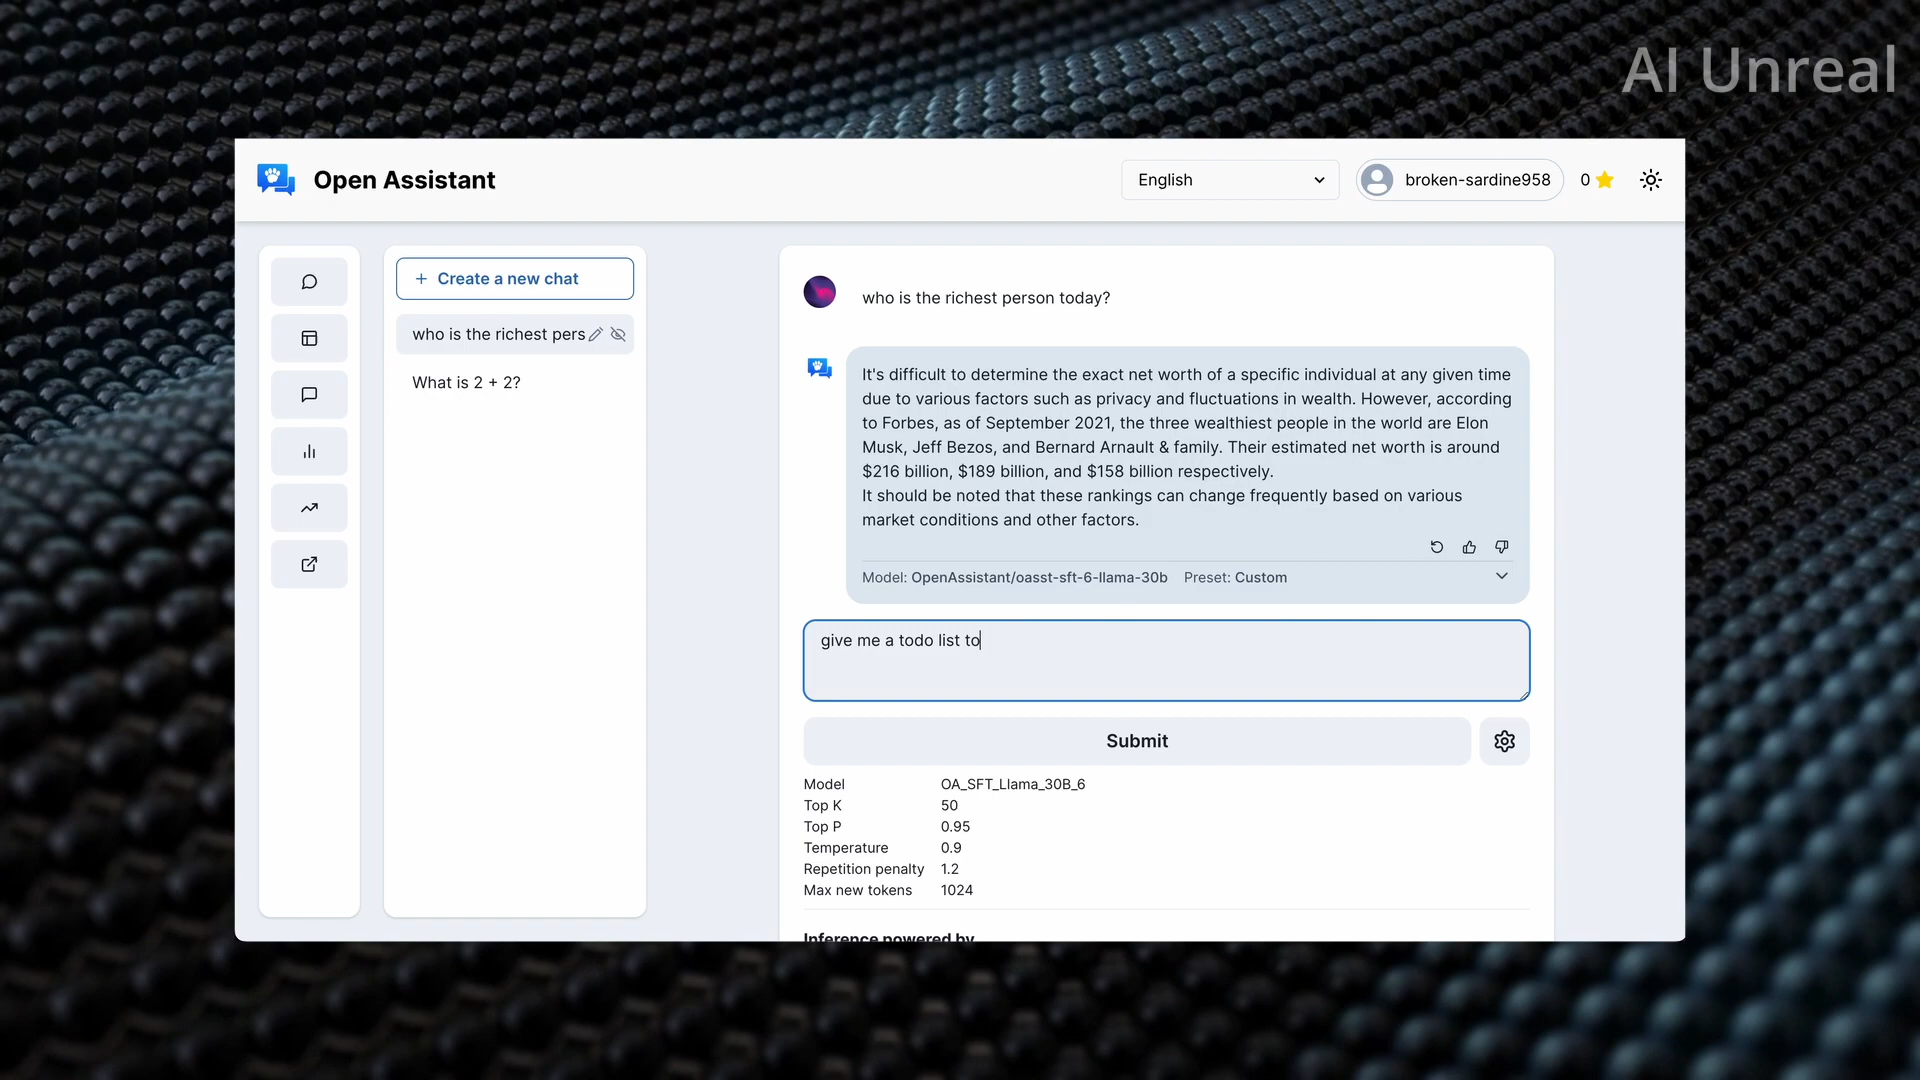 AI Unreal
Open Assistant
English
broken-sardine958
0
+ Create a new chat
who is the richest pers
What is 2 + 2?
who is the richest person today?
It's difficult to determine the exact net worth of a specific individual at any given time
due to various factors such as privacy and fluctuations in wealth. However, according
to Forbes, as of September 2021, the three wealthiest people in the world are Elon
Musk, Jeff Bezos, and Bernard Arnault & family. Their estimated net worth is around
$216 billion, $189 billion, and $158 billion respectively.
It should be noted that these rankings can change frequently based on various
market conditions and other factors.
Model: OpenAssistant/oasst-sft-6-llama-30b Preset: Custom
give me a todo list to
Submit
Model OA_SFT_Llama_30B_6
Top K 50
Top P 0.95
Temperature 0.9
Repetition penalty 1.2
Max new tokens 1024
Inference powered by